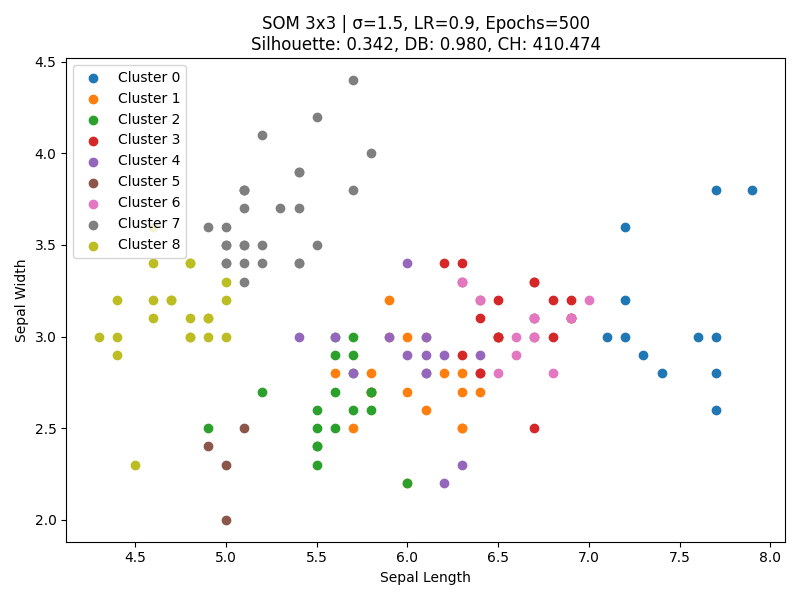 SOM 3x3 | σ=1.5, LR=0.9, Epochs=500
Silhouette: 0.342, DB: 0.980, CH: 410.474
4.5
4.0
3.5
3.0
2.5
2.0
Sepal Width
Cluster 0
Cluster 1
Cluster 2
Cluster 3
Cluster 4
Cluster 5
Cluster 6
Cluster 7
Cluster 8
4.5
5.0
5.5
6.0
6.5
7.0
7.5
8.0
Sepal Length